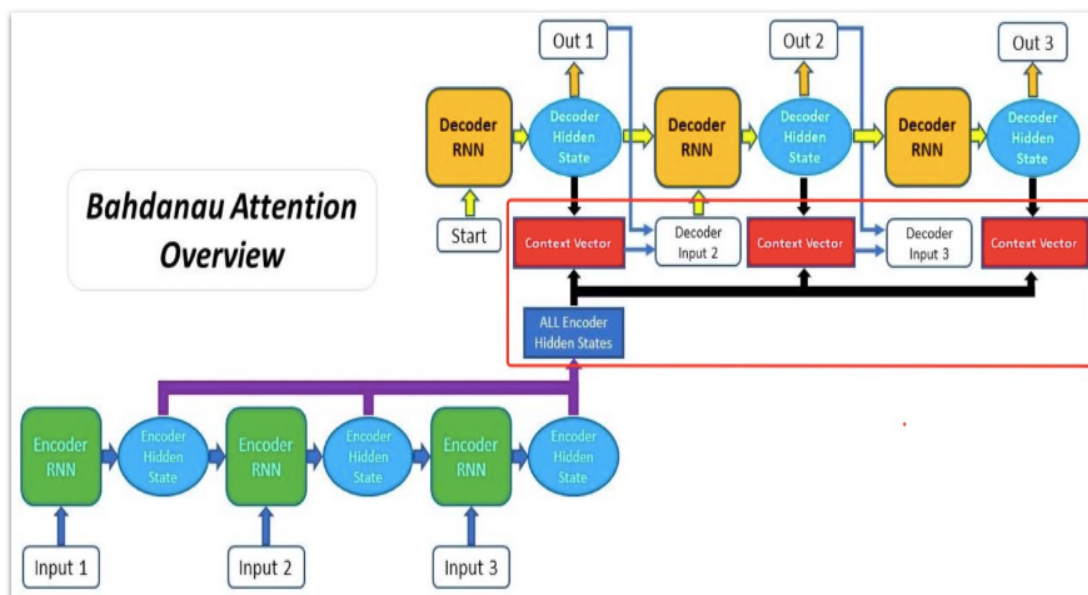 Out 1
Out 2
Out 3
Decoder
RNN
Decoder
Hidden
State
Decoder
RNN
Decoder
Hidden
State
Decoder
RNN
Decoder
Hidden
State
Bahdanau Attention
Overview
Start
Context Vector
Decoder
Input 2
Context Vector
Decoder
Input 3
Context Vector
ALL Encoder
Hidden States
Encoder
RNN
Encoder
Hidden
State
Encoder
RNN
Encoder
Hidden
State
Encoder
RNN
Encoder
Hidden
State
Input 1
Input 2
Input 3